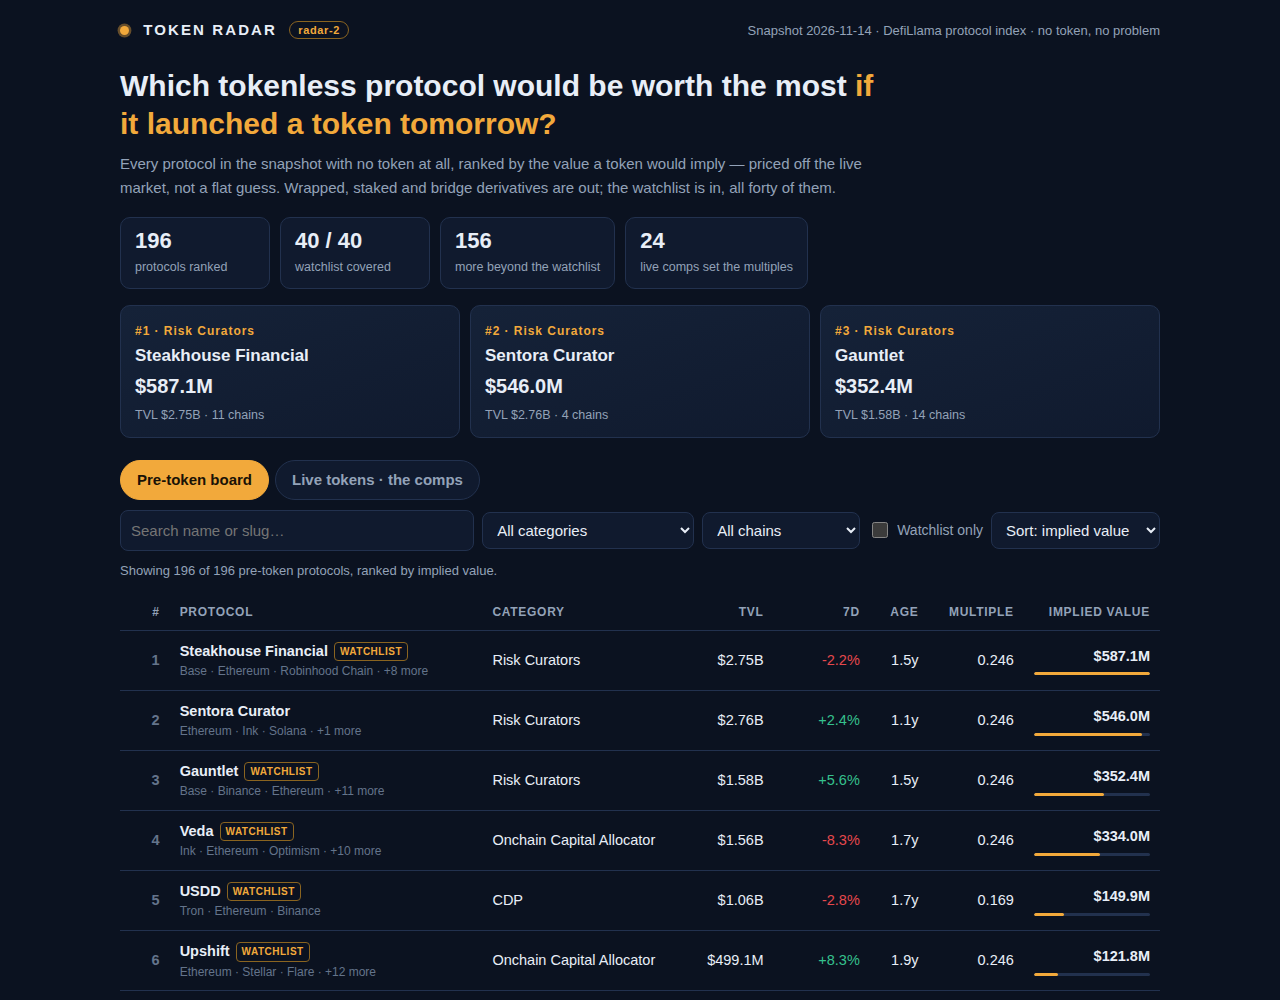 TOKEN RADAR radar-2
Snapshot 2026-11-14 · DefiLlama protocol index · no token, no problem
Which tokenless protocol would be worth the most if
it launched a token tomorrow?
Every protocol in the snapshot with no token at all, ranked by the value a token would imply — priced off the live
market, not a flat guess. Wrapped, staked and bridge derivatives are out; the watchlist is in, all forty of them.
196
protocols ranked
40 / 40
watchlist covered
156
more beyond the watchlist
24
live comps set the multiples
#1 · Risk Curators
Steakhouse Financial
$587.1M
TVL $2.75B · 11 chains
#2 · Risk Curators
Sentora Curator
$546.0M
TVL $2.76B · 4 chains
#3 · Risk Curators
Gauntlet
$352.4M
TVL $1.58B · 14 chains
Pre-token board
Live tokens · the comps
Search name or slug…
All categories
All chains
Watchlist only
Sort: implied value
Showing 196 of 196 pre-token protocols, ranked by implied value.
# PROTOCOL CATEGORY TVL 7D AGE MULTIPLE IMPLIED VALUE
1 Steakhouse Financial WATCHLIST Risk Curators $2.75B -2.2% 1.5y 0.246 $587.1M
Base · Ethereum · Robinhood Chain · +8 more
2 Sentora Curator Risk Curators $2.76B +2.4% 1.1y 0.246 $546.0M
Ethereum · Ink · Solana · +1 more
3 Gauntlet WATCHLIST Risk Curators $1.58B +5.6% 1.5y 0.246 $352.4M
Base · Binance · Ethereum · +11 more
4 Veda WATCHLIST Onchain Capital Allocator $1.56B -8.3% 1.7y 0.246 $334.0M
Ink · Ethereum · Optimism · +10 more
5 USDD WATCHLIST CDP $1.06B -2.8% 1.7y 0.169 $149.9M
Tron · Ethereum · Binance
6 Upshift WATCHLIST Onchain Capital Allocator $499.1M +8.3% 1.9y 0.246 $121.8M
Ethereum · Stellar · Flare · +12 more